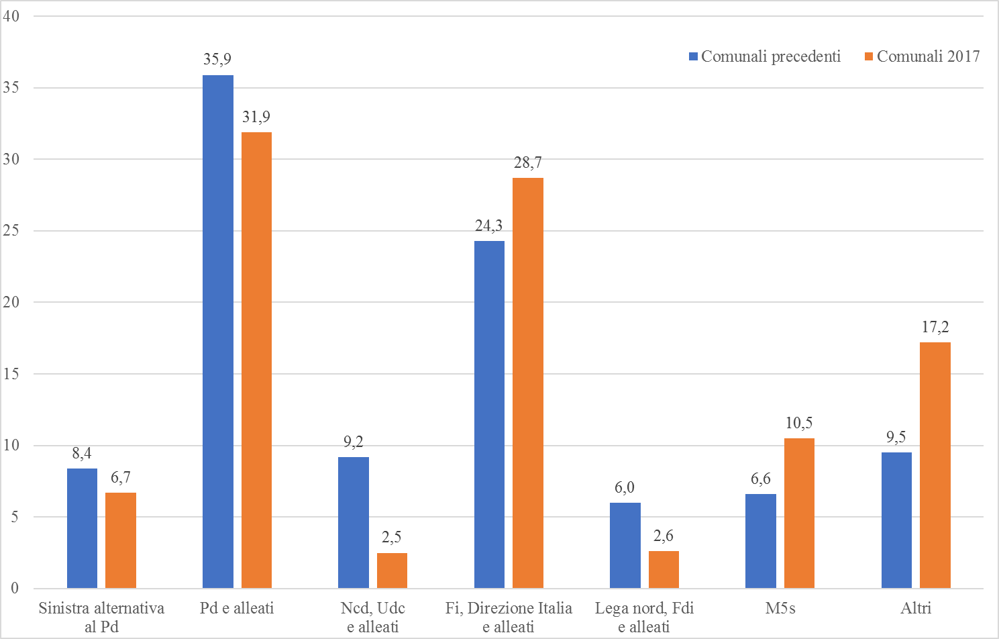 40
35
30
25
20
15
10
5
0
Comunali precedenti
Comunali 2017
8,4
6,7
35,9
31,9
9,2
2,5
24,3
28,7
6,0
2,6
6,6
10,5
9,5
17,2
Sinistra alternativa
al Pd
Pd e alleati
Ncd, Udc
e alleati
Fi, Direzione Italia
e alleati
Lega nord, Fdi
e alleati
M5s
Altri